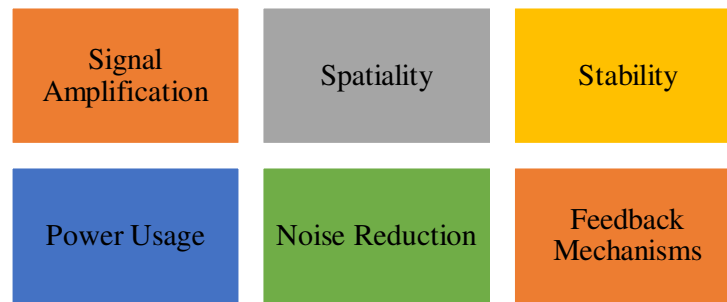 Signal
Amplification
Spatiality
Stability
Power Usage
Noise Reduction
Feedback
Mechanisms